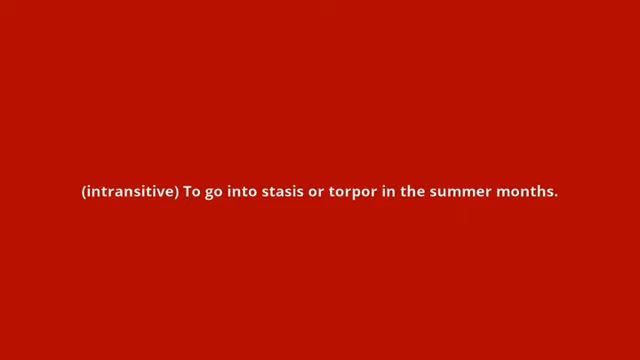 (intransitive) To go into stasis or torpor in the summer months.